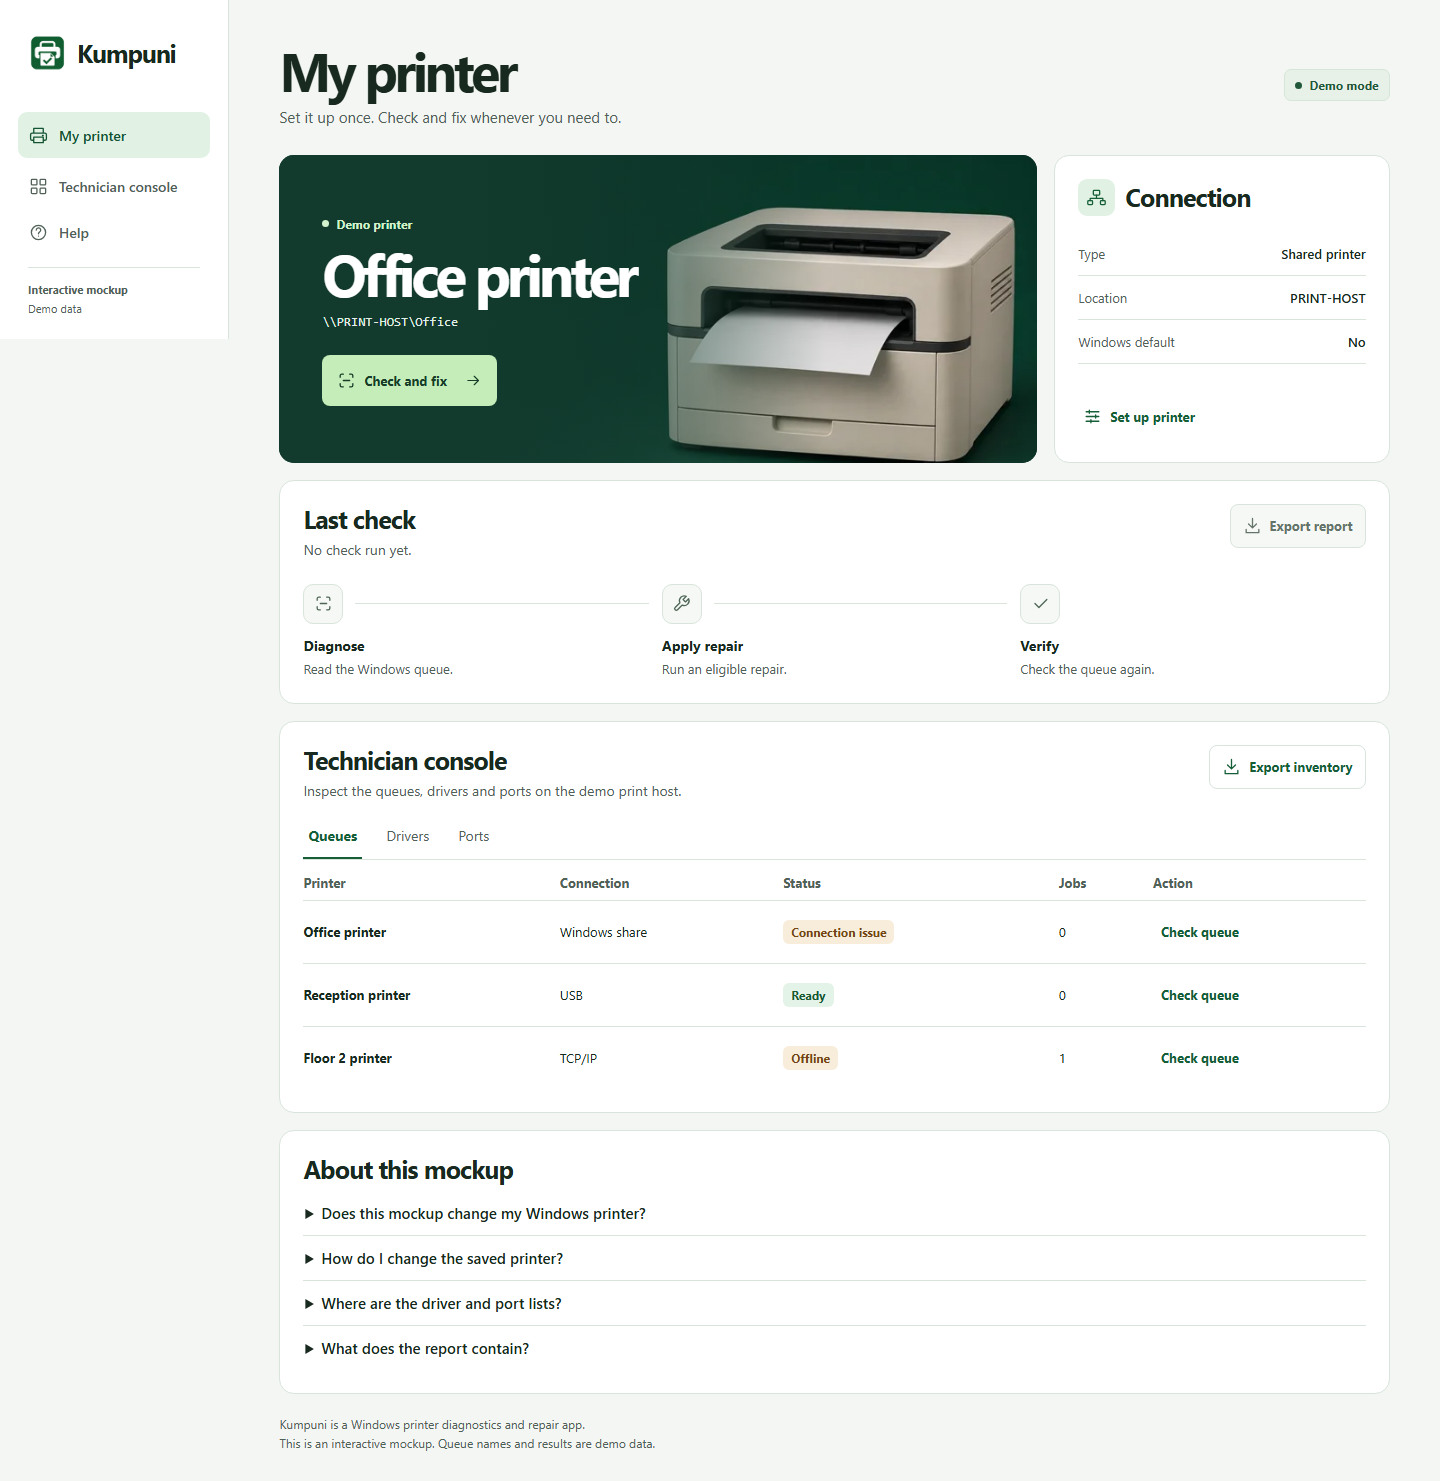 Kumpuni
My printer
Technician console
Help
Interactive mockup
Demo data
My printer
Set it up once. Check and fix whenever you need to.
Demo mode
Demo printer
Office printer
\\PRINT-HOST\Office
Check and fix
Connection
Type Shared printer
Location PRINT-HOST
Windows default No
Set up printer
Last check
No check run yet.
Export report
Diagnose
Read the Windows queue.
Apply repair
Run an eligible repair.
Verify
Check the queue again.
Technician console
Inspect the queues, drivers and ports on the demo print host.
Export inventory
Queues Drivers Ports
Printer Connection Status Jobs Action
Office printer Windows share Connection issue 0 Check queue
Reception printer USB Ready 0 Check queue
Floor 2 printer TCP/IP Offline 1 Check queue
About this mockup
Does this mockup change my Windows printer?
How do I change the saved printer?
Where are the driver and port lists?
What does the report contain?
Kumpuni is a Windows printer diagnostics and repair app.
This is an interactive mockup. Queue names and results are demo data.